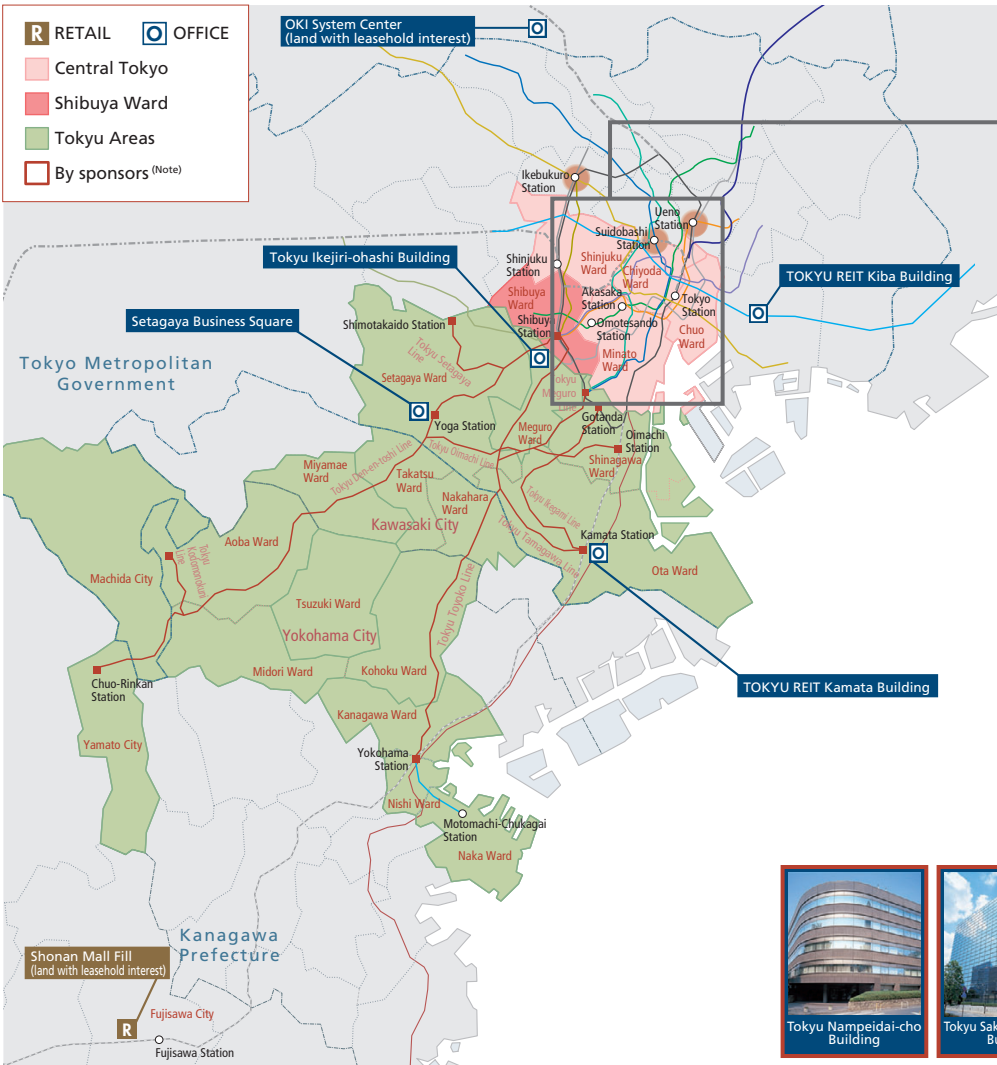 R RETAIL
O OFFICE
Central Tokyo
Shibuya Ward
Tokyu Areas
By sponsors (Note)
OKI System Center
(land with leasehold interest)
O
Ikebukuro
Station
Ueno
Station
Suidobashi
Station
Tokyu Ikejiri-ohashi Building
Shinjuku
Station
Shinjuku
Ward
Chiyoda
Ward
TOKYU REIT Kiba Building
O
Shibuya
Ward
Akasaka
Station
Tokyo
Station
Setagaya Business Square
Shimotakaido Station
Station
Omotesando
Station
Chuo
Ward
O
Minato
Ward
Tokyo Metropolitan
Government
Tokyu Setagaya
Line
Setagaya Ward
Tokyu
Meguro
Line
O
Yoga Station
Meguro
Ward
Gotanda
Station
Oimachi
Station
Miyamae
Ward
Tokyu Den-en-toshi Line
Tokyu Oimachi Line
Takatsu
Ward
Shinagawa
Ward
Nakahara
Ward
Tokyu Ikegami Line
Kawasaki City
Tokyu Tamagawa Line
Kamata Station
O
Aoba Ward
Tokyu
Kodomonokuni
Line
Machida City
Ota Ward
Tsuzuki Ward
Tokyu Toyoko Line
Yokohama City
Midori Ward
Kohoku Ward
Chuo-Rinkan
Station
TOKYU REIT Kamata Building
Kanagawa Ward
Yamato City
Yokohama
Station
Nishi Ward
Motomachi-Chukagai
Station
Naka Ward
Kanagawa
Prefecture
Shonan Mall Fill
(land with leasehold interest)
R
Fujisawa City
Fujisawa Station
Tokyu Nampeidai-cho
Building
Tokyu